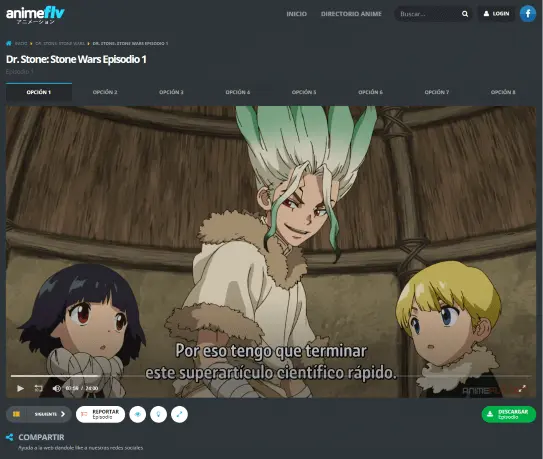 animeflv
アニメーション
INICIO
DIRECTORIO ANIME
Buscar...
LOGIN
f
INICIO DR. STONE: STONE WARS DR. STONE: STONE WARS EPISODIO 1
Dr. Stone: Stone Wars Episodio 1
Episodio 1
OPCIÓN 1
OPCIÓN 2
OPCIÓN 3
OPCIÓN 4
OPCIÓN 5
OPCIÓN 6
OPCIÓN 7
OPCIÓN 8
Por eso tengo que terminar
este superartículo científico rápido.
/ 24:00
SIGUIENTE
REPORTAR
Episodio
DESCARGAR
Episodio
COMPARTIR
Ayuda a la web dandole like a nuestras redes sociales